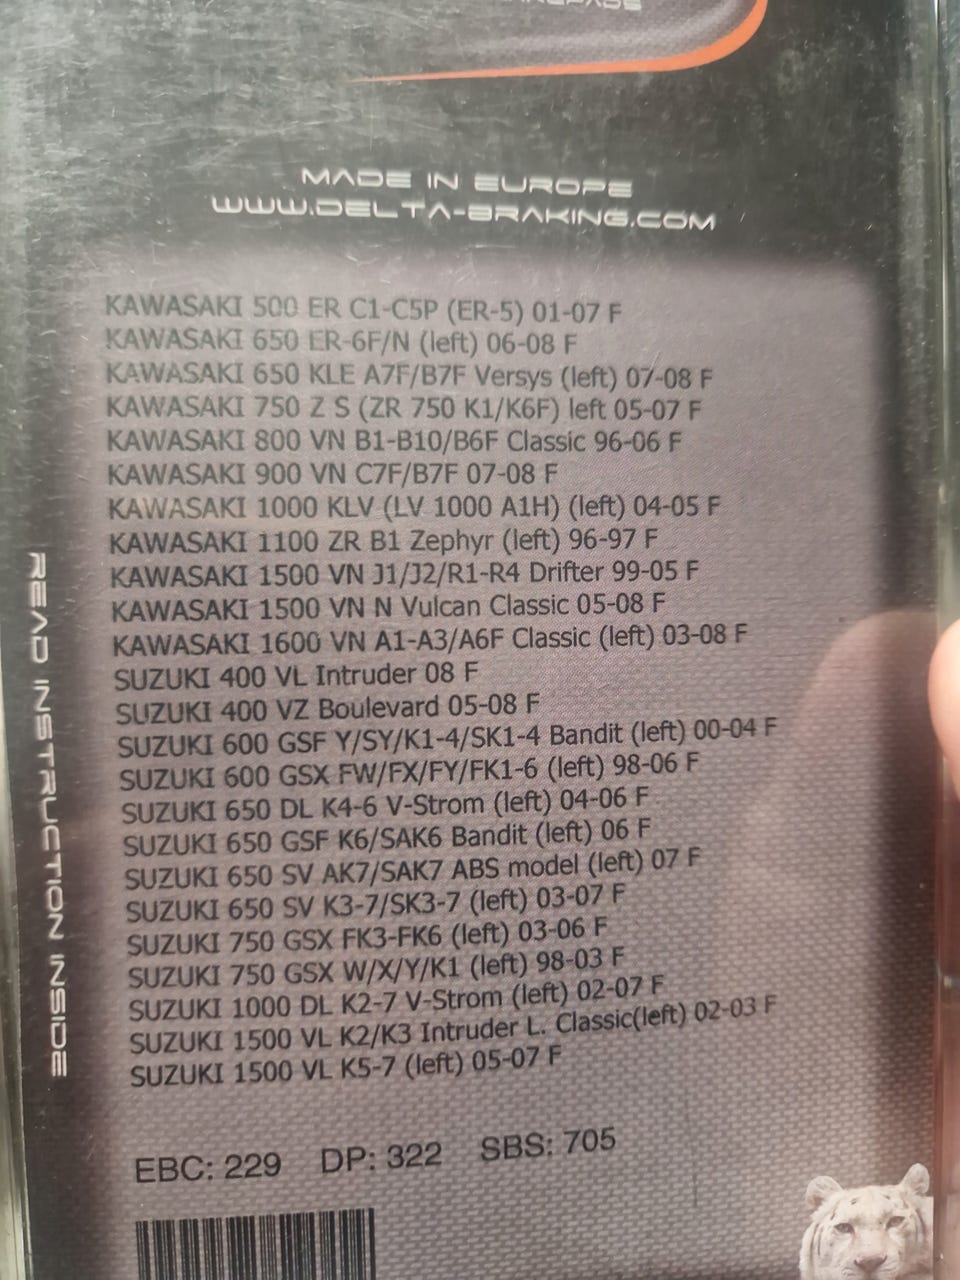 MADE IN EUROPE
WWW.DELTA-BRAKING.COM
KAWASAKI 500 ER C1-C5P (ER-5) 01-07 F
KAWASAKI 650 ER-6F/N (left) 06-08 F
KAWASAKI 650 KLE A7F/B7F Versys (left) 07-08 F
KAWASAKI 750 Z S (ZR 750 K1/K6F) left 05-07 F
KAWASAKI 800 VN B1-B10/B6F Classic 96-06 F
KAWASAKI 900 VN C7F/B7F 07-08 F
KAWASAKI 1000 KLV (LV 1000 A1H) (left) 04-05 F
KAWASAKI 1100 ZR B1 Zephyr (left) 96-97 F
KAWASAKI 1500 VN J1/J2/R1-R4 Drifter 99-05 F
KAWASAKI 1500 VN N Vulcan Classic 05-08 F
KAWASAKI 1600 VN A1-A3/A6F Classic (left) 03-08 F
SUZUKI 400 VL Intruder 08 F
SUZUKI 400 VZ Boulevard 05-08 F
SUZUKI 600 GSF Y/SY/K1-4/SK1-4 Bandit (left) 00-04 F
SUZUKI 600 GSX FW/FX/FY/FK1-6 (left) 98-06 F
SUZUKI 650 DL K4-6 V-Strom (left) 04-06 F
SUZUKI 650 GSF K6/SAK6 Bandit (left) 06 F
SUZUKI 650 SV AK7/SAK7 ABS model (left) 07 F
SUZUKI 650 SV K3-7/SK3-7 (left) 03-07 F
SUZUKI 750 GSX FK3-FK6 (left) 03-06 F
SUZUKI 750 GSX W/X/Y/K1 (left) 98-03 F
SUZUKI 1000 DL K2-7 V-Strom (left) 02-07 F
SUZUKI 1500 VL K2/K3 Intruder L. Classic(left) 02-03 F
SUZUKI 1500 VL K5-7 (left) 05-07 F
EBC: 229 DP: 322 SBS: 705
READ INSTRUCTION INSIDE